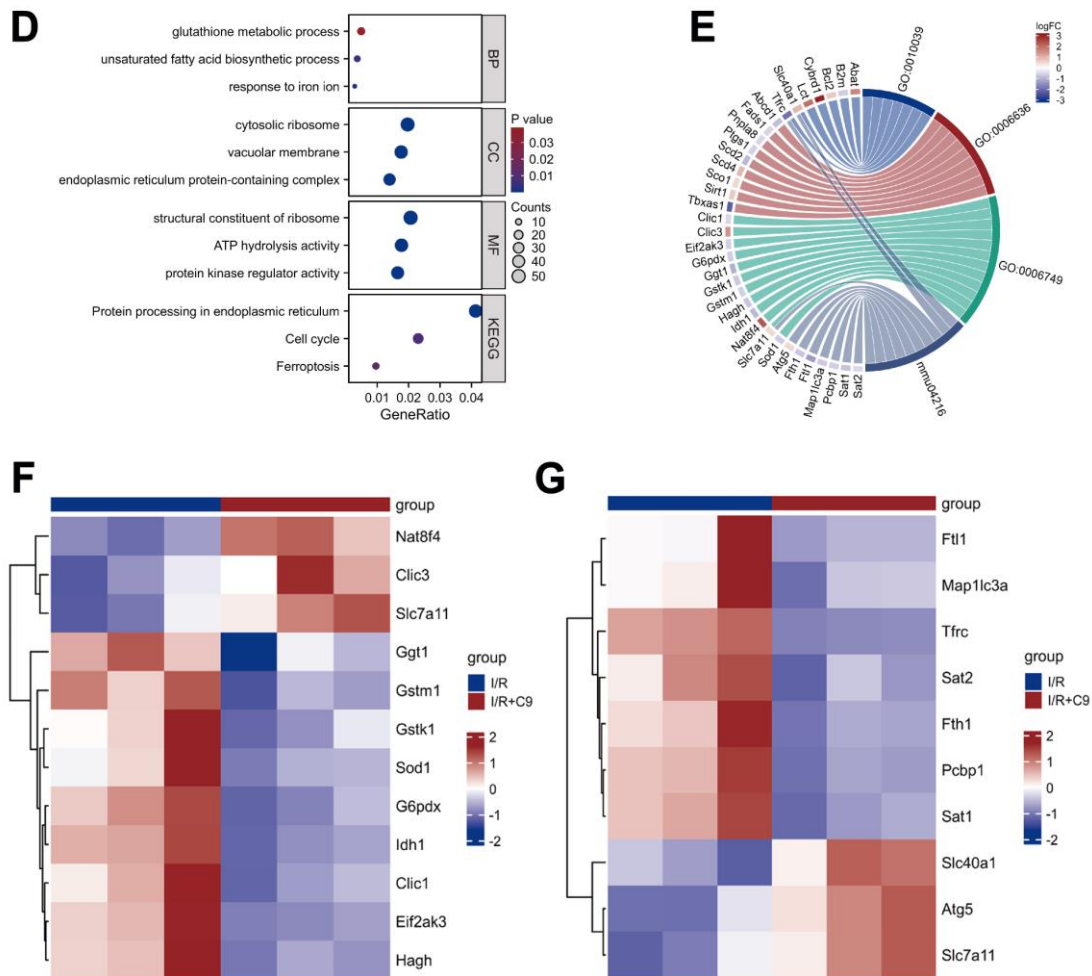 D
glutathione metabolic process
unsaturated fatty acid biosynthetic process
response to iron ion
BP
cytosolic ribosome
vacuolar membrane
endoplasmic reticulum protein-containing complex
CC
structural constituent of ribosome
ATP hydrolysis activity
protein kinase regulator activity
MF
Protein processing in endoplasmic reticulum
Cell cycle
Ferroptosis
KEGG
0.01 0.02 0.03 0.04
GeneRatio
P value
0.03
0.02
0.01
Counts
10
20
30
40
50
E
logFC
3
2
1
0
-1
-2
-3
GO:0010039
GO:0006636
GO:0006749
mmu04216
Abat
B2m
Bcl2
Cybrd1
Lct
Slc40a1
Tfrc
Abcd1
Fads1
Pnpla8
Ptgs1
Scd2
Scd4
Sco1
Sirt1
Tbxas1
Clic1
Clic3
Eif2ak3
G6pdx
Ggt1
Gstk1
Gstm1
Hagh
Idh1
Nat8f4
Slc7a11
Sod1
Atg5
Fth1
Ftl1
Map1lc3a
Pcbp1
Sat1
Sat2
F
group
Nat8f4
Clic3
Slc7a11
Ggt1
Gstm1
Gstk1
Sod1
G6pdx
Idh1
Clic1
Eif2ak3
Hagh
group
I/R
I/R+C9
2
1
0
-1
-2
G
group
Ftl1
Map1lc3a
Tfrc
Sat2
Fth1
Pcbp1
Sat1
Slc40a1
Atg5
Slc7a11
group
I/R
I/R+C9
2
1
0
-1
-2